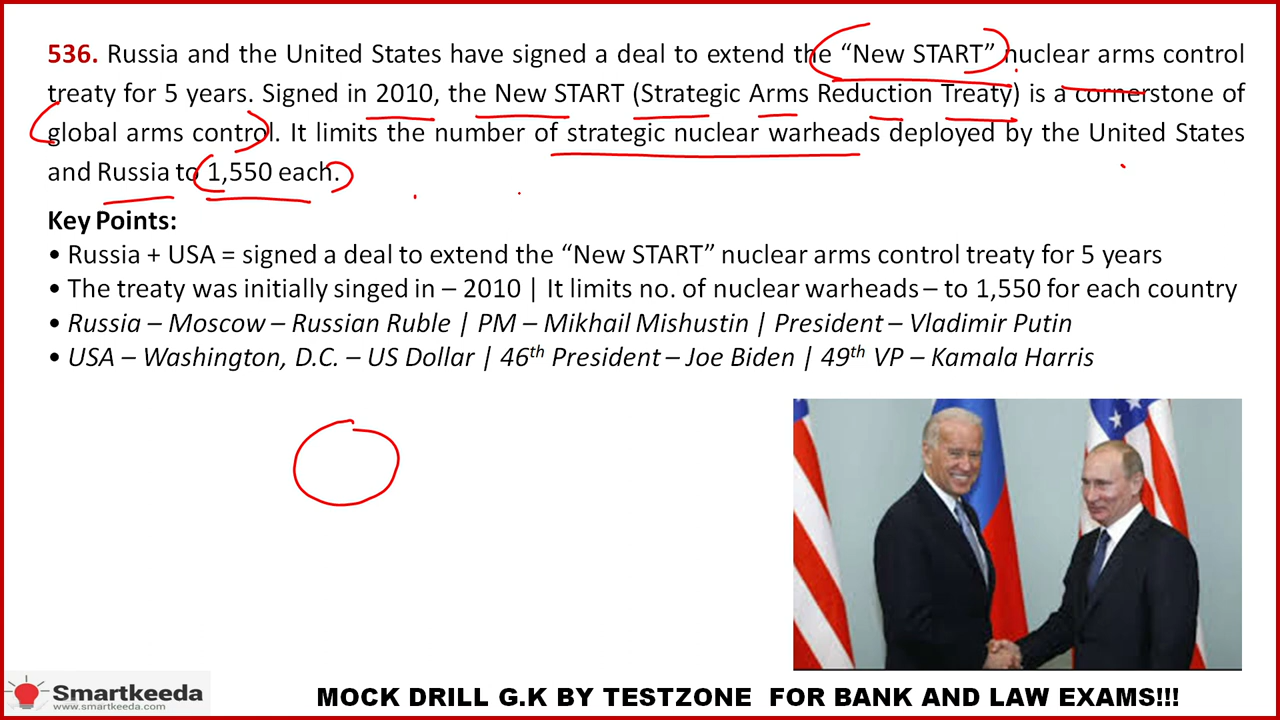 536. Russia and the United States have signed a deal to extend the “New START” nuclear arms control
treaty for 5 years. Signed in 2010, the New START (Strategic Arms Reduction Treaty) is a cornerstone of
global arms control. It limits the number of strategic nuclear warheads deployed by the United States
and Russia to 1,550 each.
Key Points:
• Russia + USA = signed a deal to extend the “New START” nuclear arms control treaty for 5 years
• The treaty was initially singed in – 2010 | It limits no. of nuclear warheads – to 1,550 for each country
• Russia – Moscow – Russian Ruble | PM – Mikhail Mishustin | President – Vladimir Putin
• USA – Washington, D.C. – US Dollar | 46th President – Joe Biden | 49th VP – Kamala Harris
Smartkeeda
www.smartkeeda.com
MOCK DRILL G.K BY TESTZONE FOR BANK AND LAW EXAMS!!!